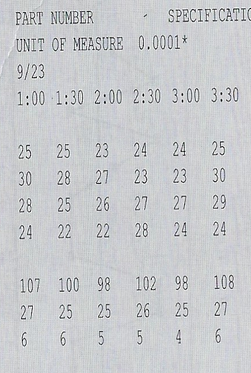 PART NUMBER - SPECIFICATIO
UNIT OF MEASURE 0.0001*
9/23
1:00 1:30 2:00 2:30 3:00 3:30
25 25 23 24 24 25
30 28 27 23 23 30
28 25 26 27 27 29
24 22 22 28 24 24
107 100 98 102 98 108
27 25 25 26 25 27
6 6 5 5 4 6